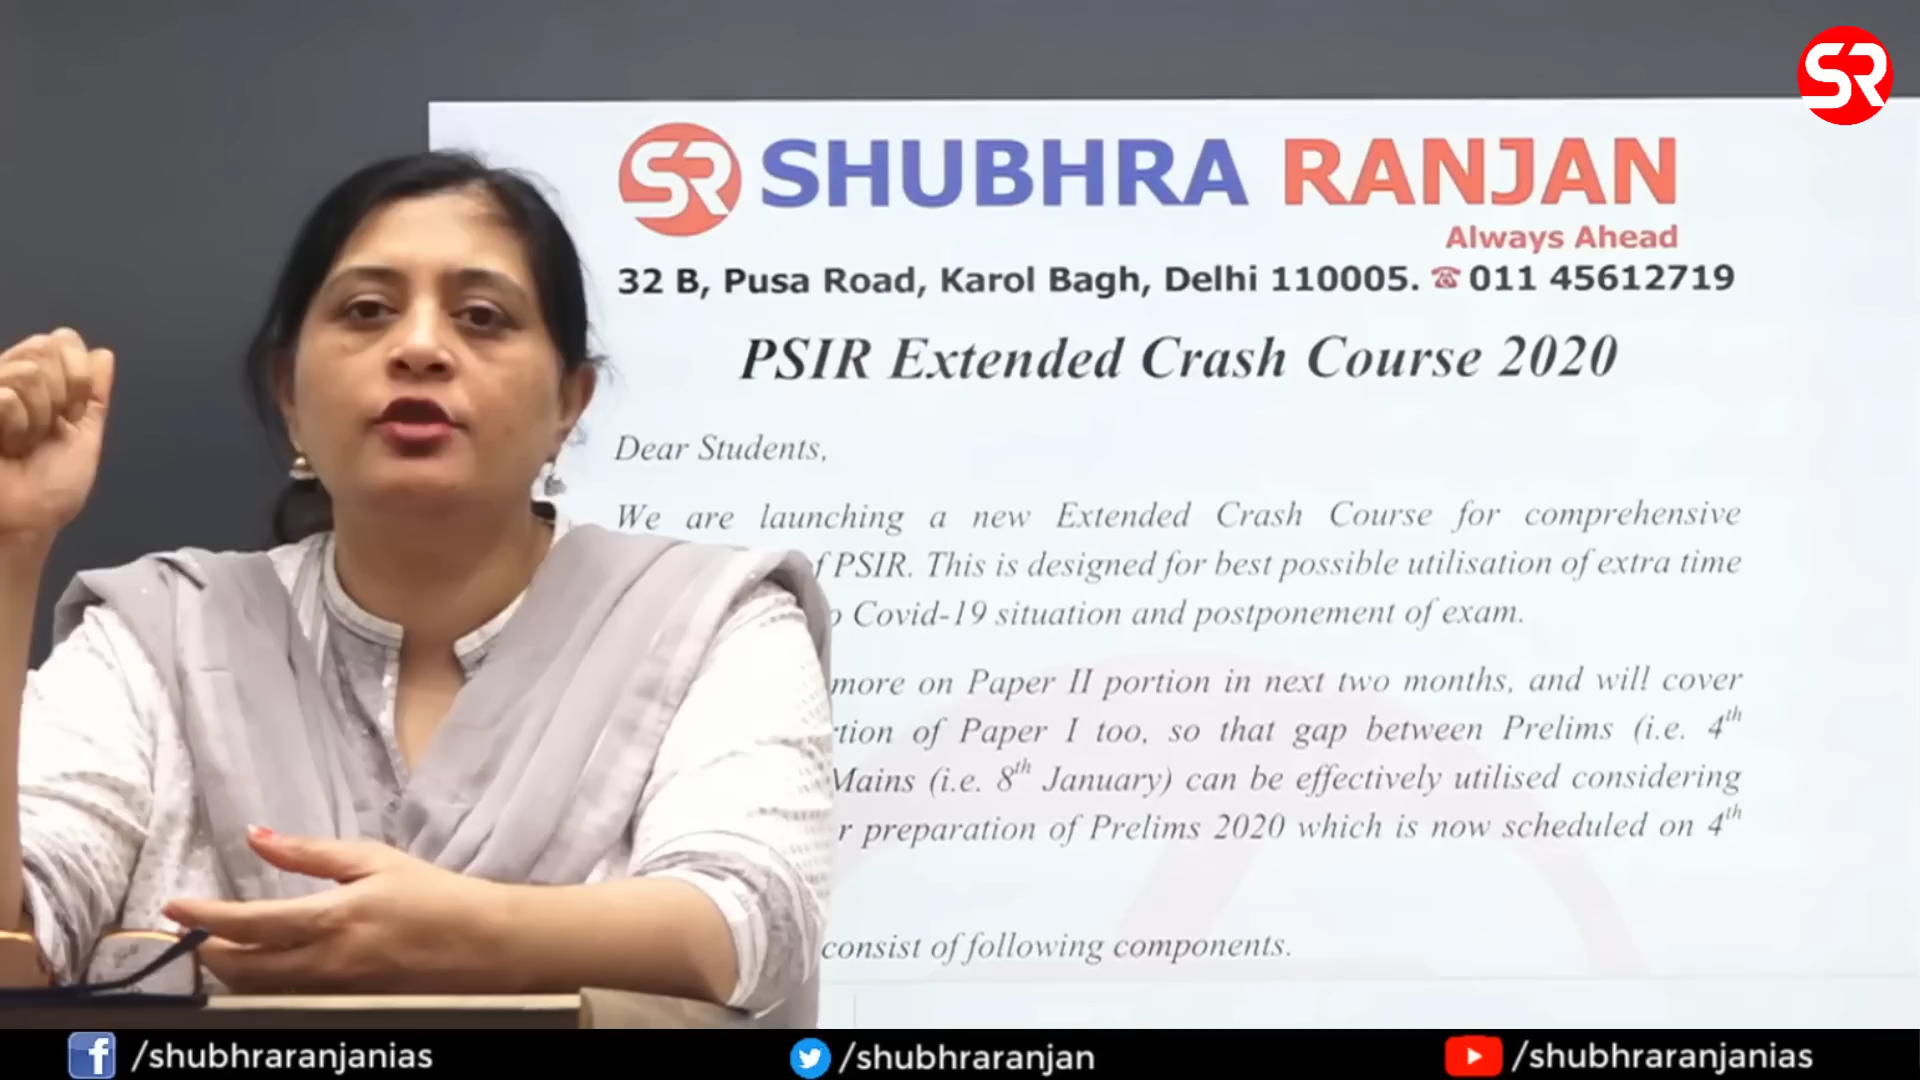 SR
SR SHUBHRA RANJAN
Always Ahead
32 B, Pusa Road, Karol Bagh, Delhi 110005. ☎ 011 45612719
PSIR Extended Crash Course 2020
Dear Students,
We are launching a new Extended Crash Course for comprehensive
PSIR. This is designed for best possible utilisation of extra time
Covid-19 situation and postponement of exam.
more on Paper II portion in next two months, and will cover
of Paper I too, so that gap between Prelims (i.e. 4th
Mains (i.e. 8th January) can be effectively utilised considering
preparation of Prelims 2020 which is now scheduled on 4th
consist of following components.
/shubhraranjanias /shubhraranjan /shubhraranjanias